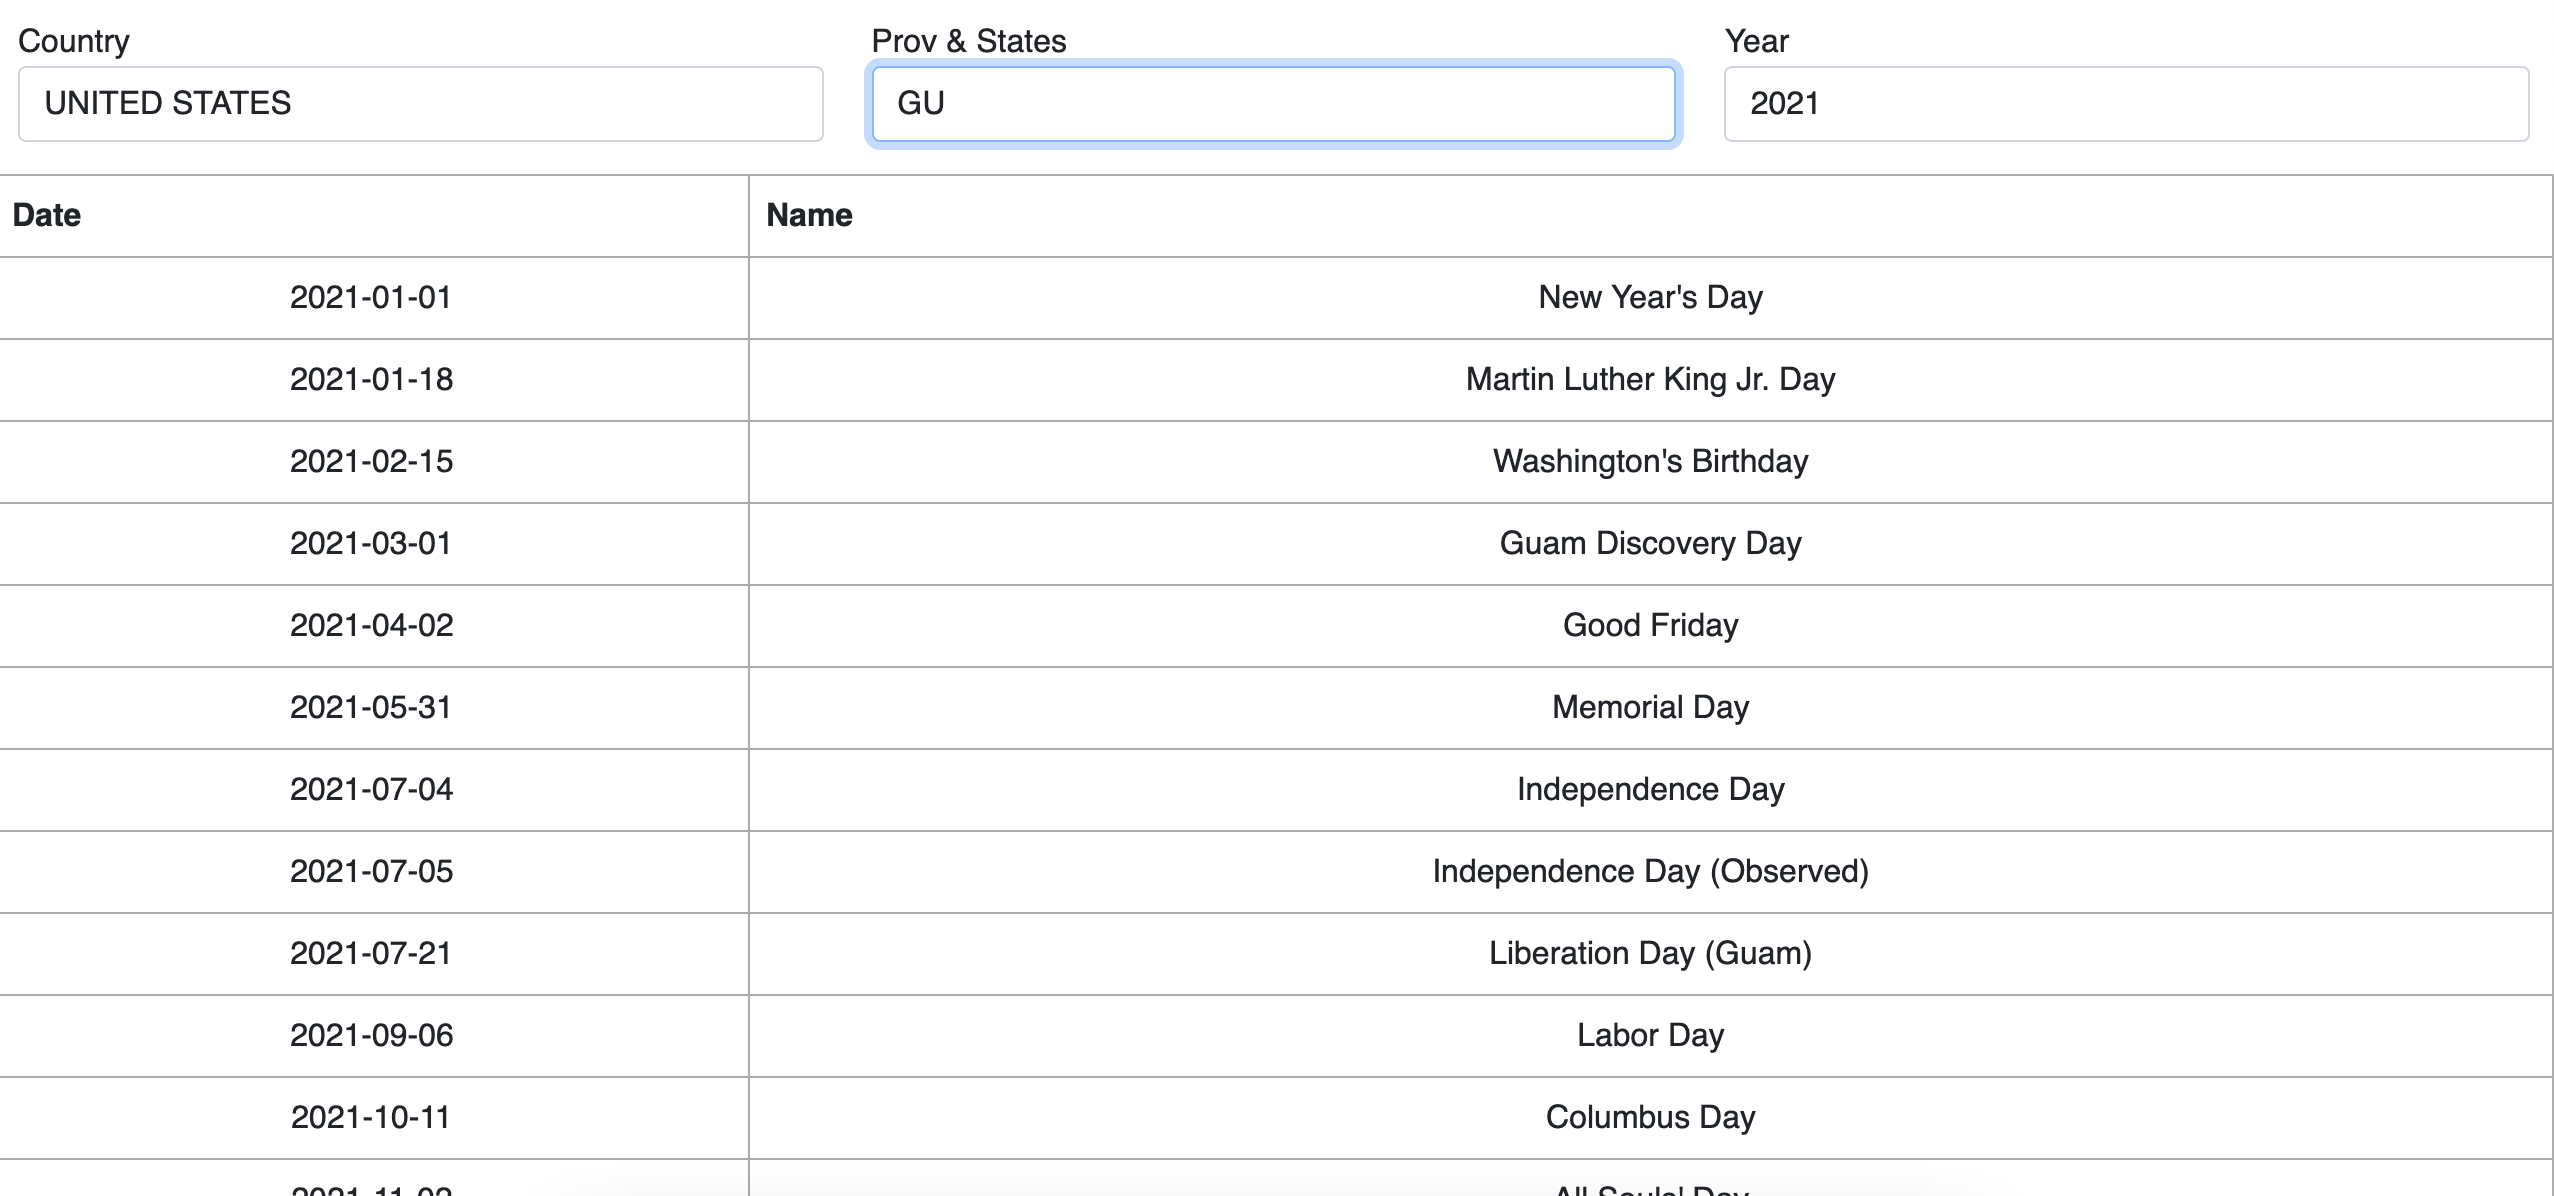 Country Prov & States Year
UNITED STATES GU 2021
Date Name
2021-01-01 New Year's Day
2021-01-18 Martin Luther King Jr. Day
2021-02-15 Washington's Birthday
2021-03-01 Guam Discovery Day
2021-04-02 Good Friday
2021-05-31 Memorial Day
2021-07-04 Independence Day
2021-07-05 Independence Day (Observed)
2021-07-21 Liberation Day (Guam)
2021-09-06 Labor Day
2021-10-11 Columbus Day
All Souls' Day